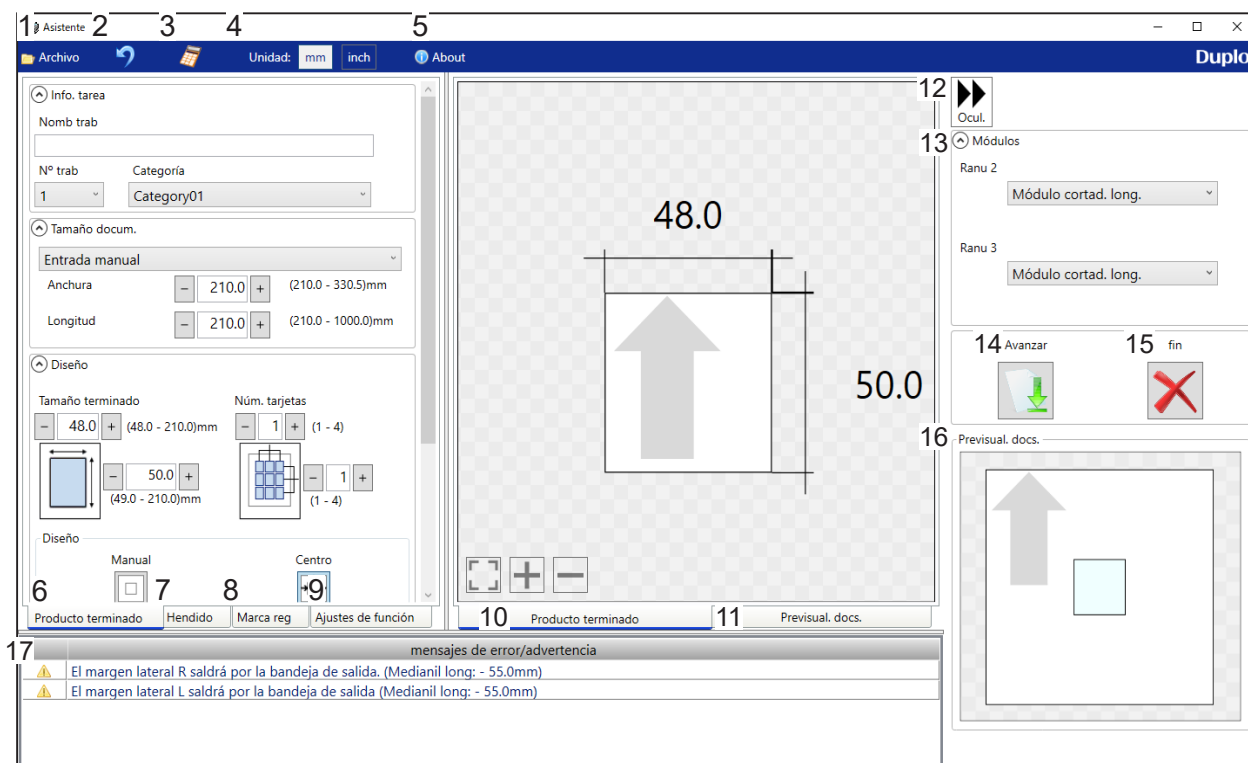 1 Asistente 2 3 4 5
Archivo Unidad: mm inch About Duplo
Info. tarea
Nomb trab
Nº trab Categoría
1 Category01
Tamaño docum.
Entrada manual
Anchura − 210.0 + (210.0 - 330.5)mm
Longitud − 210.0 + (210.0 - 1000.0)mm
Diseño
Tamaño terminado Núm. tarjetas
− 48.0 + (48.0 - 210.0)mm − 1 + (1 - 4)
− 50.0 + − 1 +
(49.0 - 210.0)mm (1 - 4)
Diseño
Manual Centro
6 7 8 9
Producto terminado Hendido Marca reg Ajustes de función
48.0
50.0
10 Producto terminado 11 Previsual. docs.
12
Ocul.
13 Módulos
Ranu 2
Módulo cortad. long.
Ranu 3
Módulo cortad. long.
14 Avanzar 15 fin
16 Previsual. docs.
17 mensajes de error/advertencia
El margen lateral R saldrá por la bandeja de salida. (Medianil long: - 55.0mm)
El margen lateral L saldrá por la bandeja de salida (Medianil long: - 55.0mm)